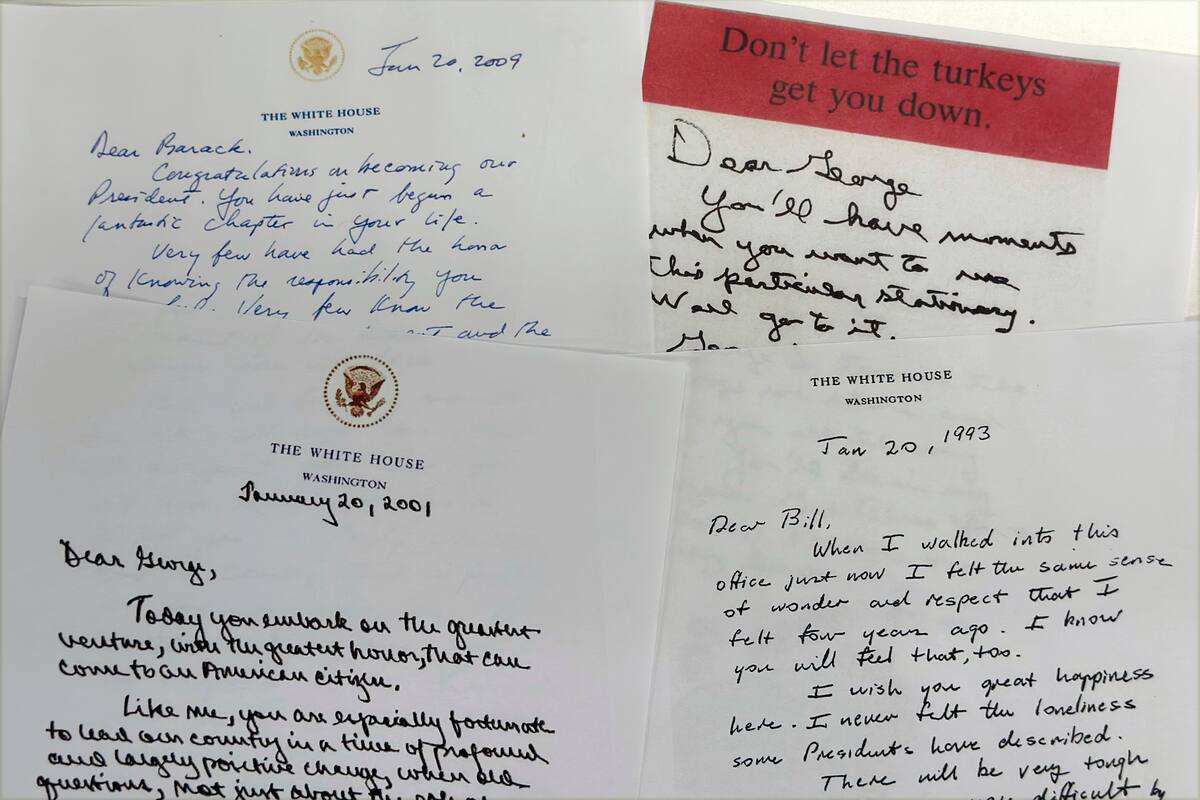 Jan 20, 2009
THE WHITE HOUSE
WASHINGTON
Dear Barack.
Congratulations on becoming our
President. You have just begun a
fantastic chapter in your life.
Very few have had the honor
of knowing the responsibility you
Very few know the
and the
Don't let the turkeys
get you down.
Dear George
You'll have moments
when you want to use
this particular stationary.
Well go to it.
THE WHITE HOUSE
WASHINGTON
January 20, 2001
Dear George,
Today you embark on the greatest
venture, with the greatest honor, that can
come to an American citizen.
Like me, you are especially fortunate
to lead our country in a time of profound
and largely positive change, when old
questions, not just about the role of
THE WHITE HOUSE
WASHINGTON
Jan 20, 1993
Dear Bill,
When I walked into this
office just now I felt the same sense
of wonder and respect that I
felt four years ago. I know
you will feel that, too.
I wish you great happiness
here. I never felt the loneliness
some Presidents have described.
There will be very tough
difficult by